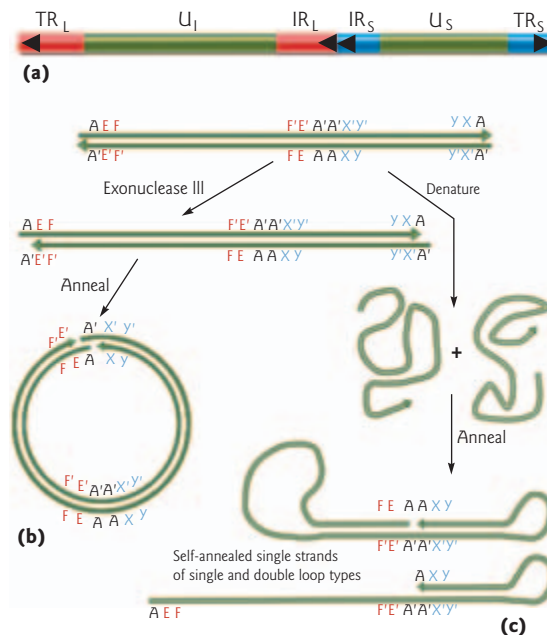 TR L U I IR L IR S U S TR S
(a)
A E F F' E' A' A' X' Y' Y X A
A' E' F' F E A A X Y Y' X' A'
Exonuclease III Denature
A E F F' E' A' A' X' Y' Y X A
A' E' F' F E A A X Y Y' X' A'
Anneal
F' E' A' X' Y'
F E A X Y
+
Anneal
F' E' A' A' X' Y'
F E A A X Y
(b)
F E A A X Y
F' E' A' A' X' Y'
Self-annealed single strands
of single and double loop types
A X Y
A E F F' E' A' A' X' Y'
(c)